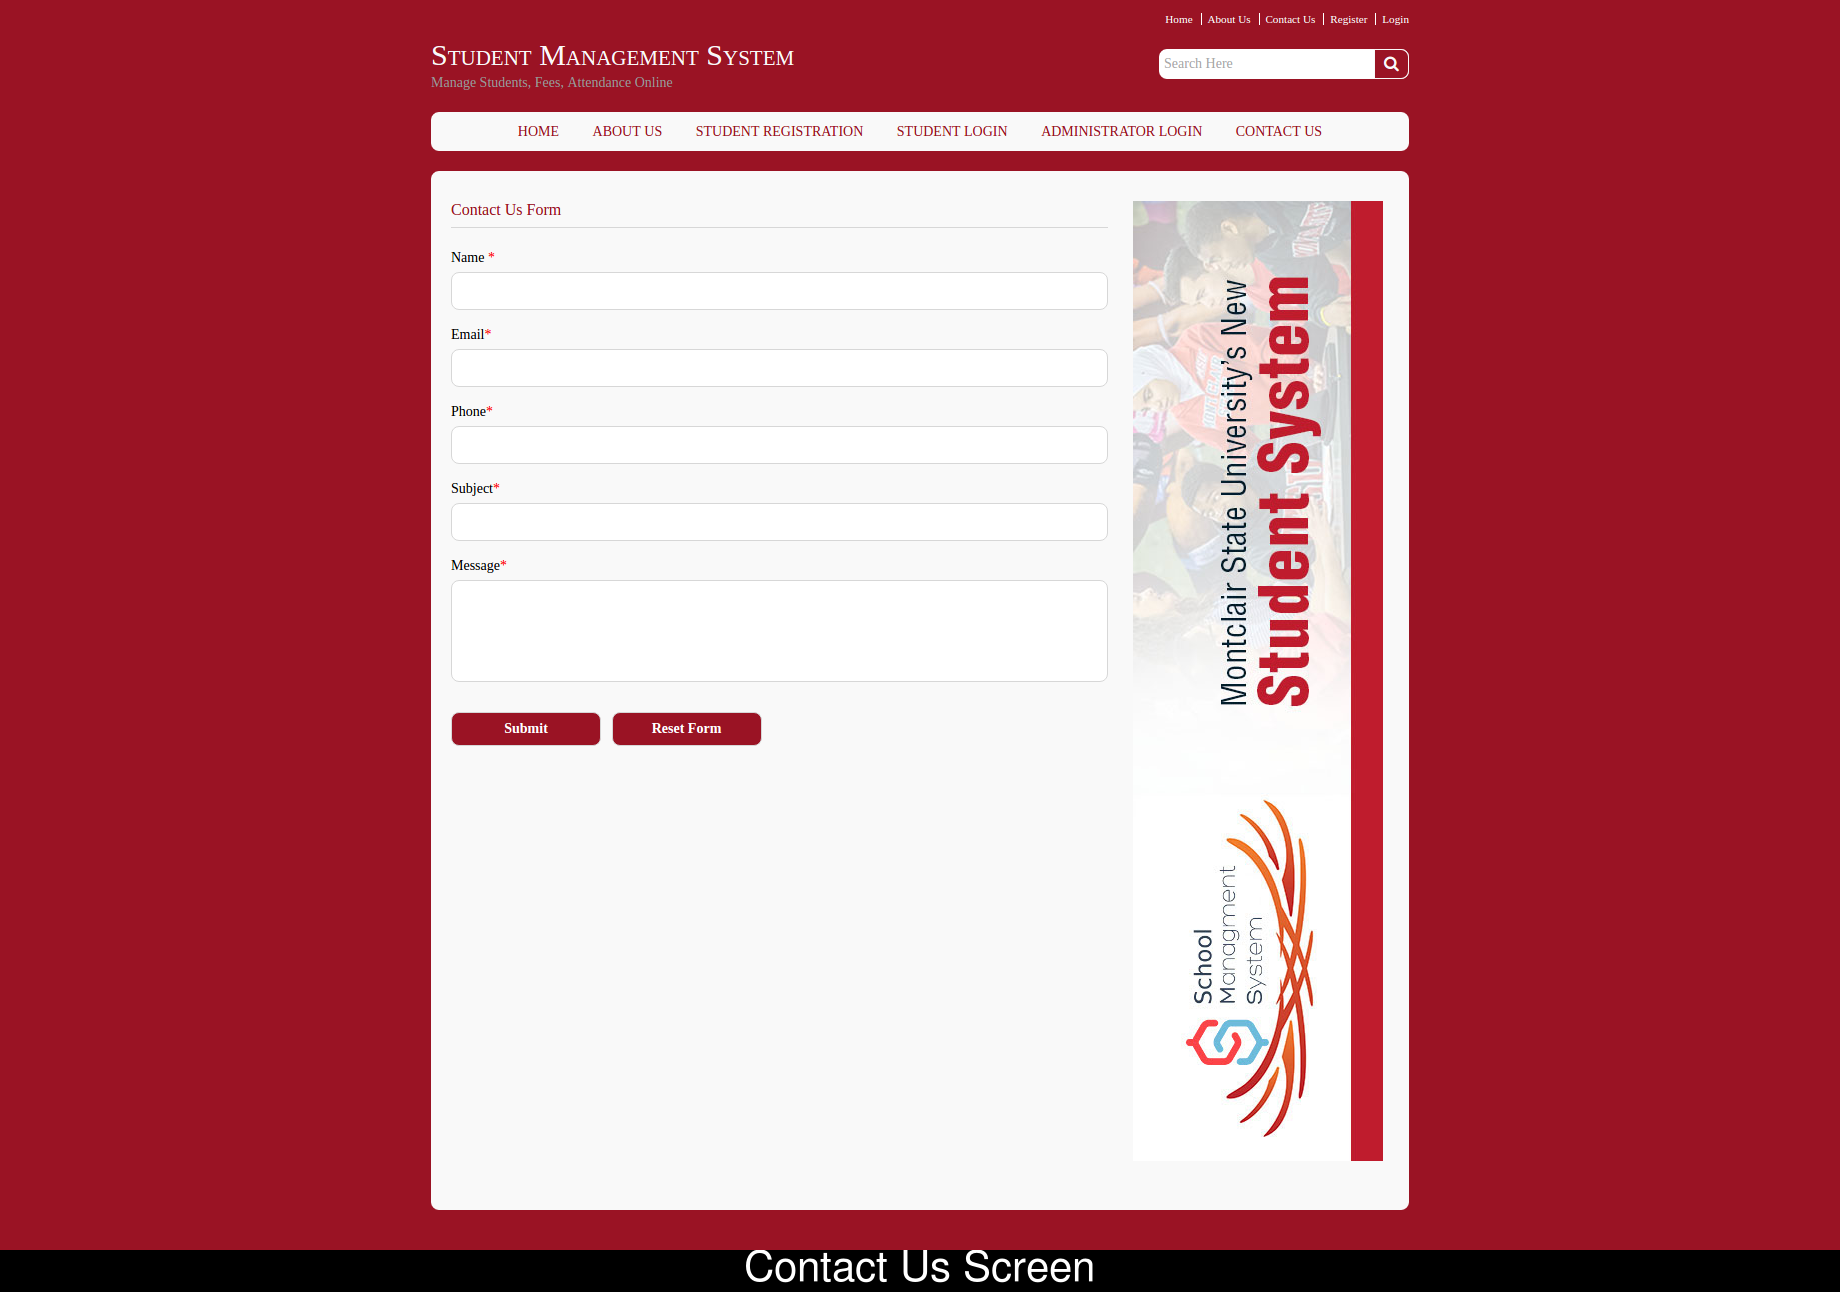 Home | About Us | Contact Us | Register | Login
Student Management System
Search Here
Manage Students, Fees, Attendance Online
HOME ABOUT US STUDENT REGISTRATION STUDENT LOGIN ADMINISTRATOR LOGIN CONTACT US
Contact Us Form
Name *
Email*
Phone*
Subject*
Message*
Submit Reset Form
Montclair State University's New
Student System
School
Managment
System
Contact Us Screen